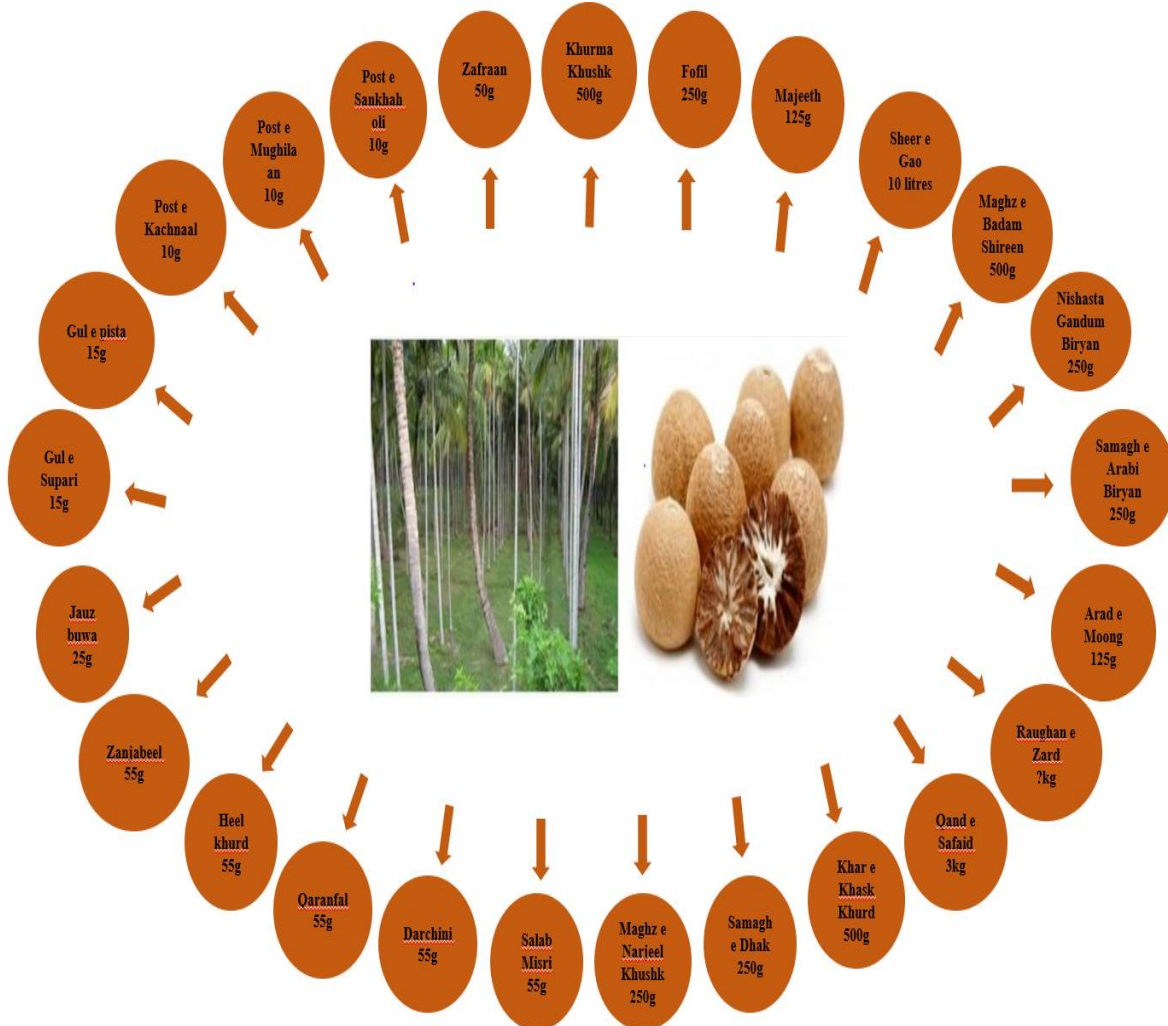 Zafraan
50g
Khurma
Khushk
500g
Fofil
250g
Majeeth
125g
Sheer e
Gao
10 litres
Maghz e
Badam
Shireen
500g
Nishasta
Gandum
Biryan
250g
Samagh e
Arabi
Biryan
250g
Arad e
Moong
125g
Raughan e
Zard
?kg
Qand e
Safaid
3kg
Khar e
Khask
Khurd
500g
Samagh
e Dhak
250g
Maghz e
Narjeel
Khushk
250g
Salab
Misri
55g
Darchini
55g
Qaranfal
55g
Heel
khurd
55g
Zanjabeel
55g
Jauz
buwa
25g
Gul e
Supari
15g
Gul e pista
15g
Post e
Kachnaal
10g
Post e
Mughila
an
10g
Post e
Sankhah
oli
10g